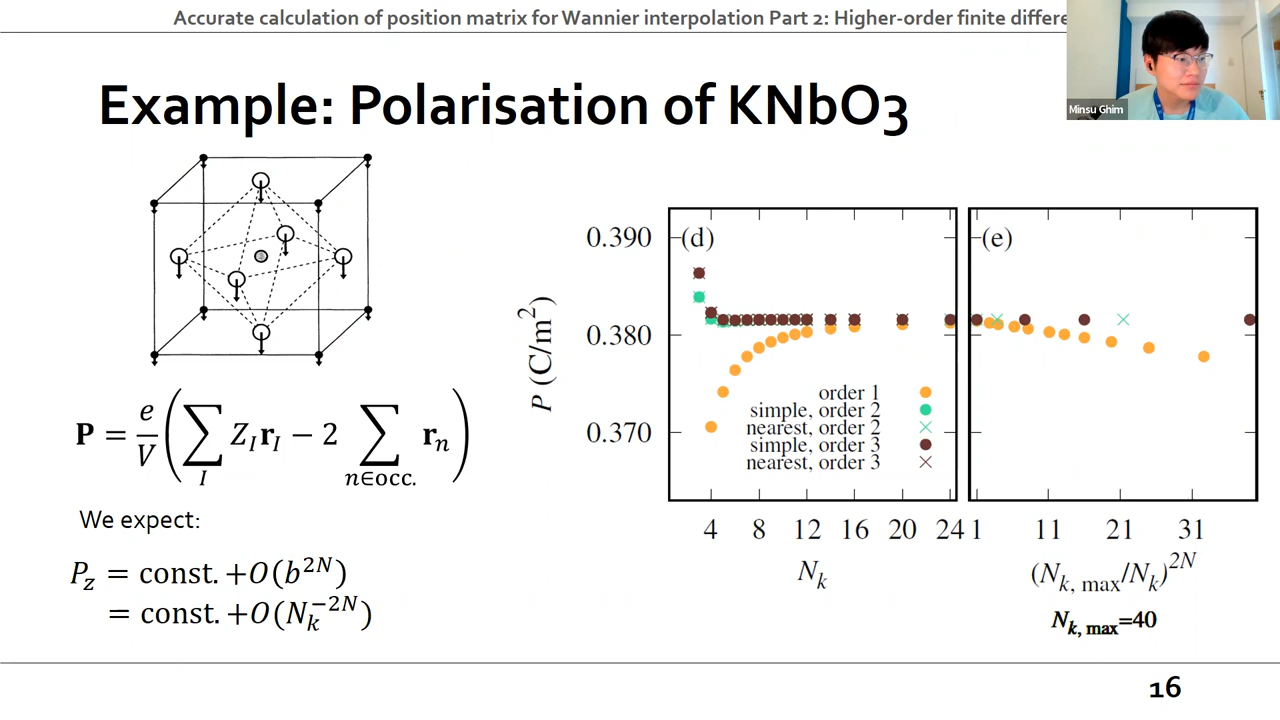 Accurate calculation of position matrix for Wannier interpolation Part 2: Higher-order finite differe
Minsu Ghim
Example: Polarisation of KNbO3
P = e/V ( ∑_I Z_I r_I − 2 ∑_{n∈occ.} r_n )
We expect:
P_z = const. +O(b^{2N})
= const. +O(N_k^{−2N})
P (C/m²)
0.390
0.380
0.370
(d)
order 1
simple, order 2
nearest, order 2
simple, order 3
nearest, order 3
4 8 12 16 20 24
N_k
(e)
1 11 21 31
(N_{k, max}/N_k)^{2N}
N_{k, max}=40
16